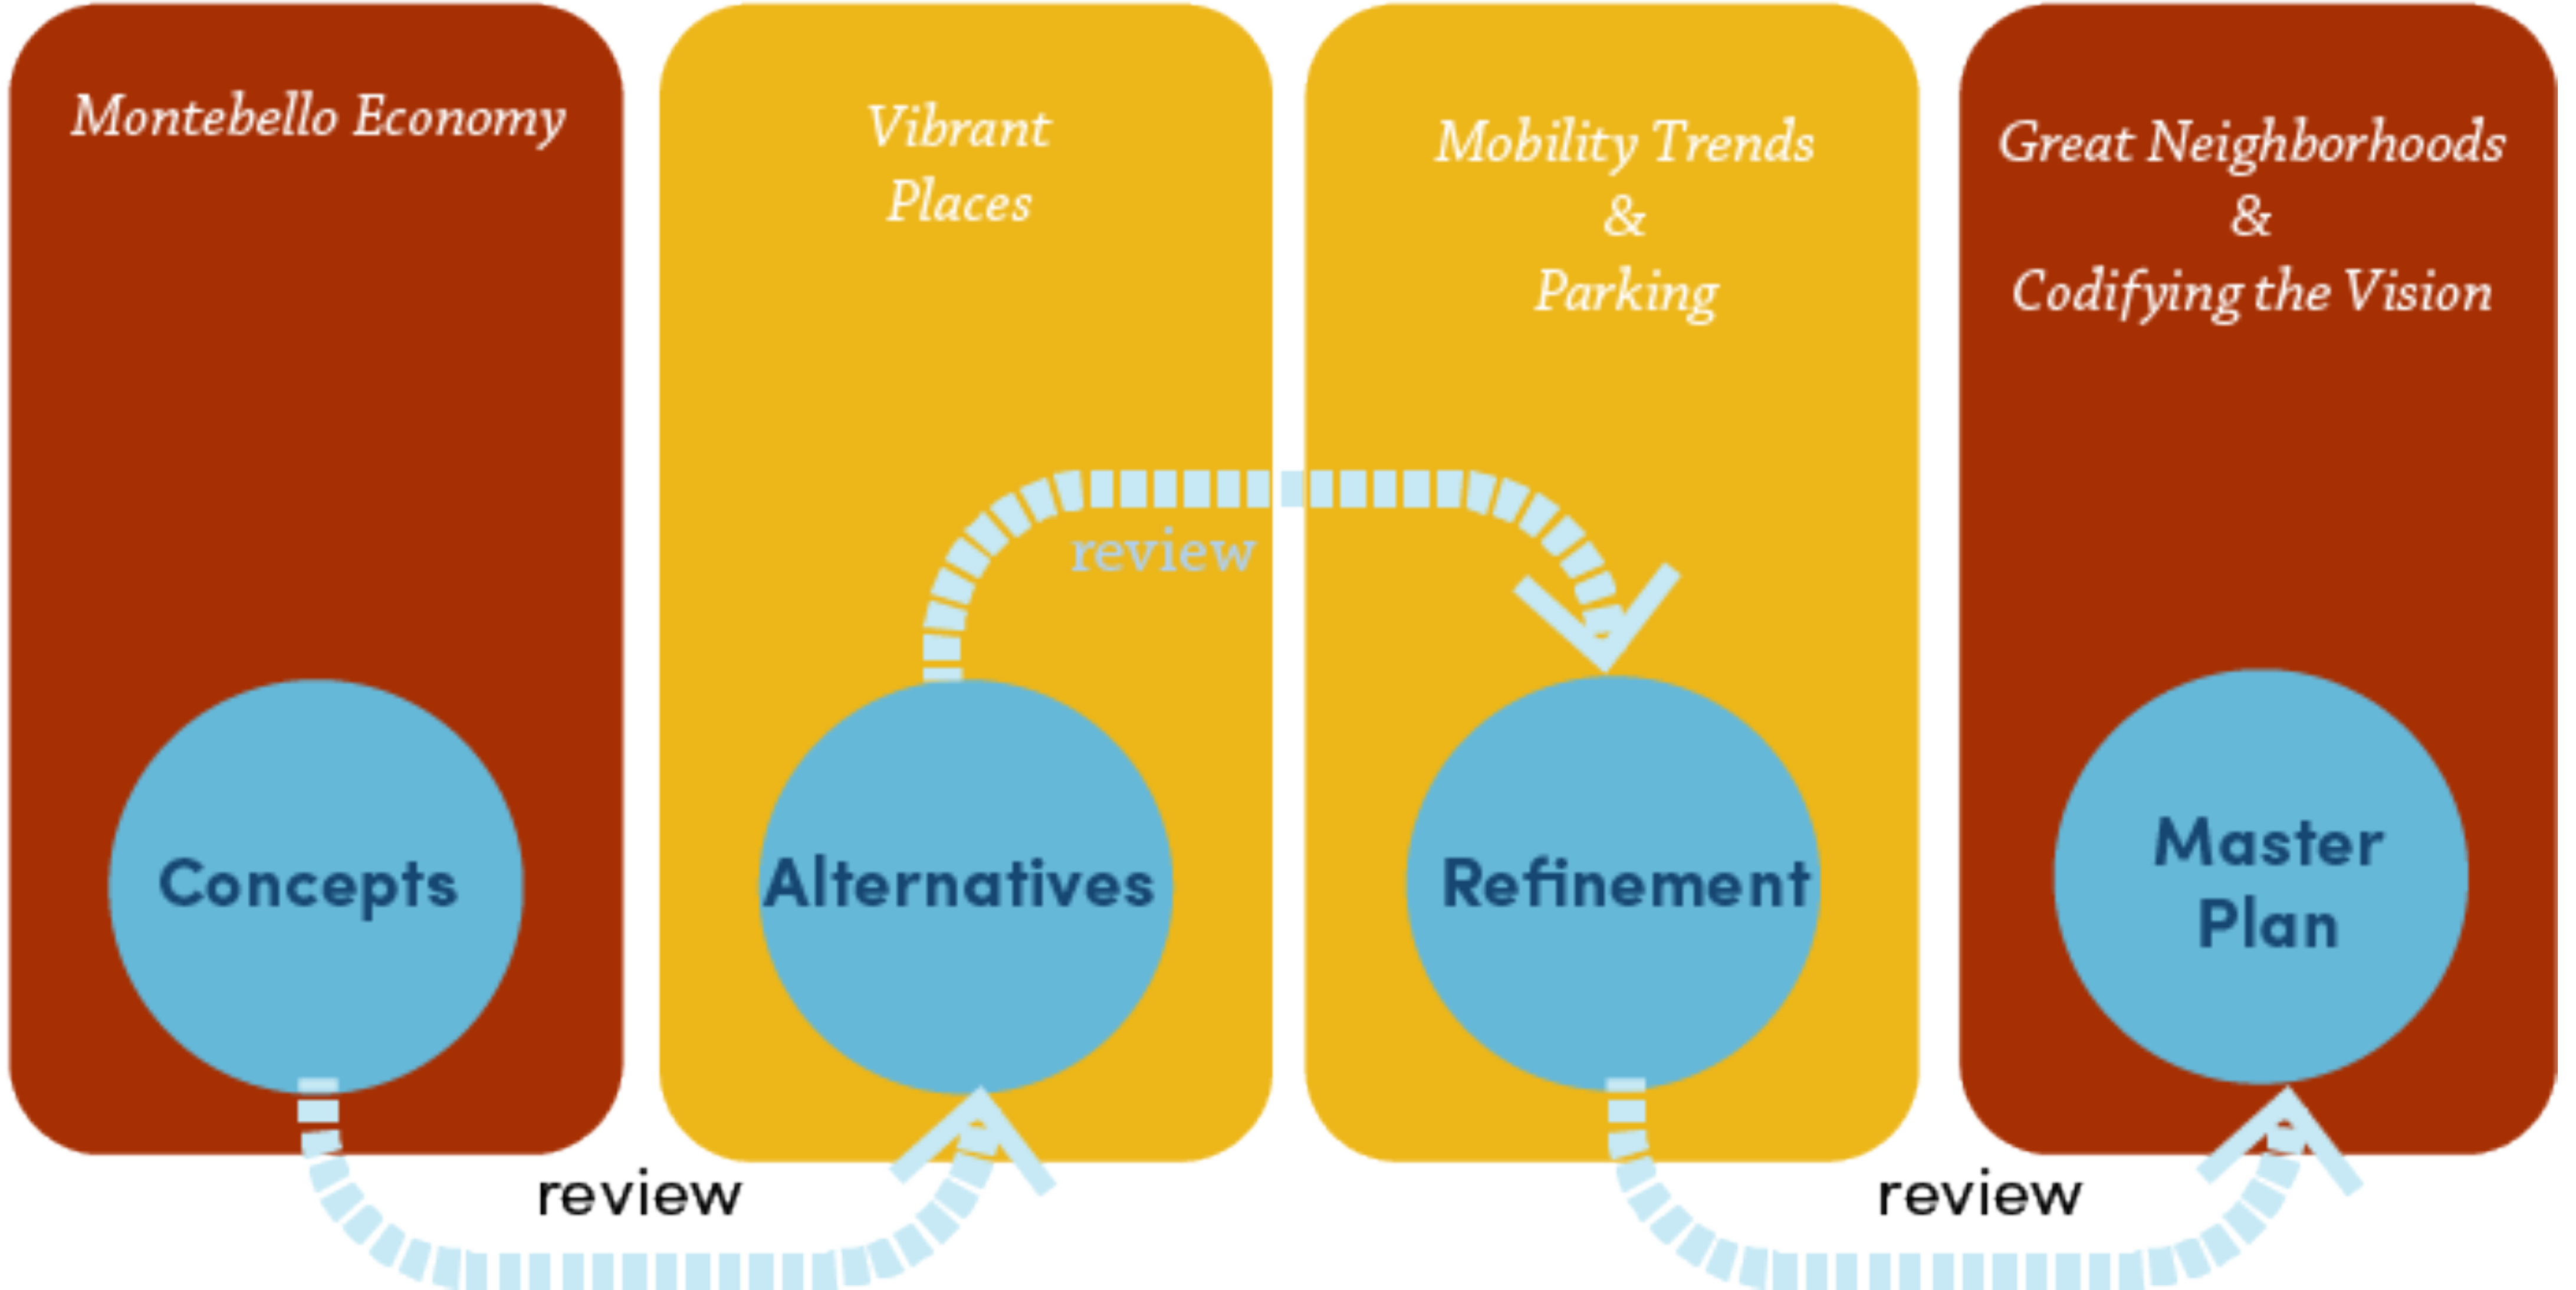 Montebello Economy
Vibrant
Places
Mobility Trends
&
Parking
Great Neighborhoods
&
Codifying the Vision
review
Concepts
Alternatives
Refinement
Master
Plan
review
review